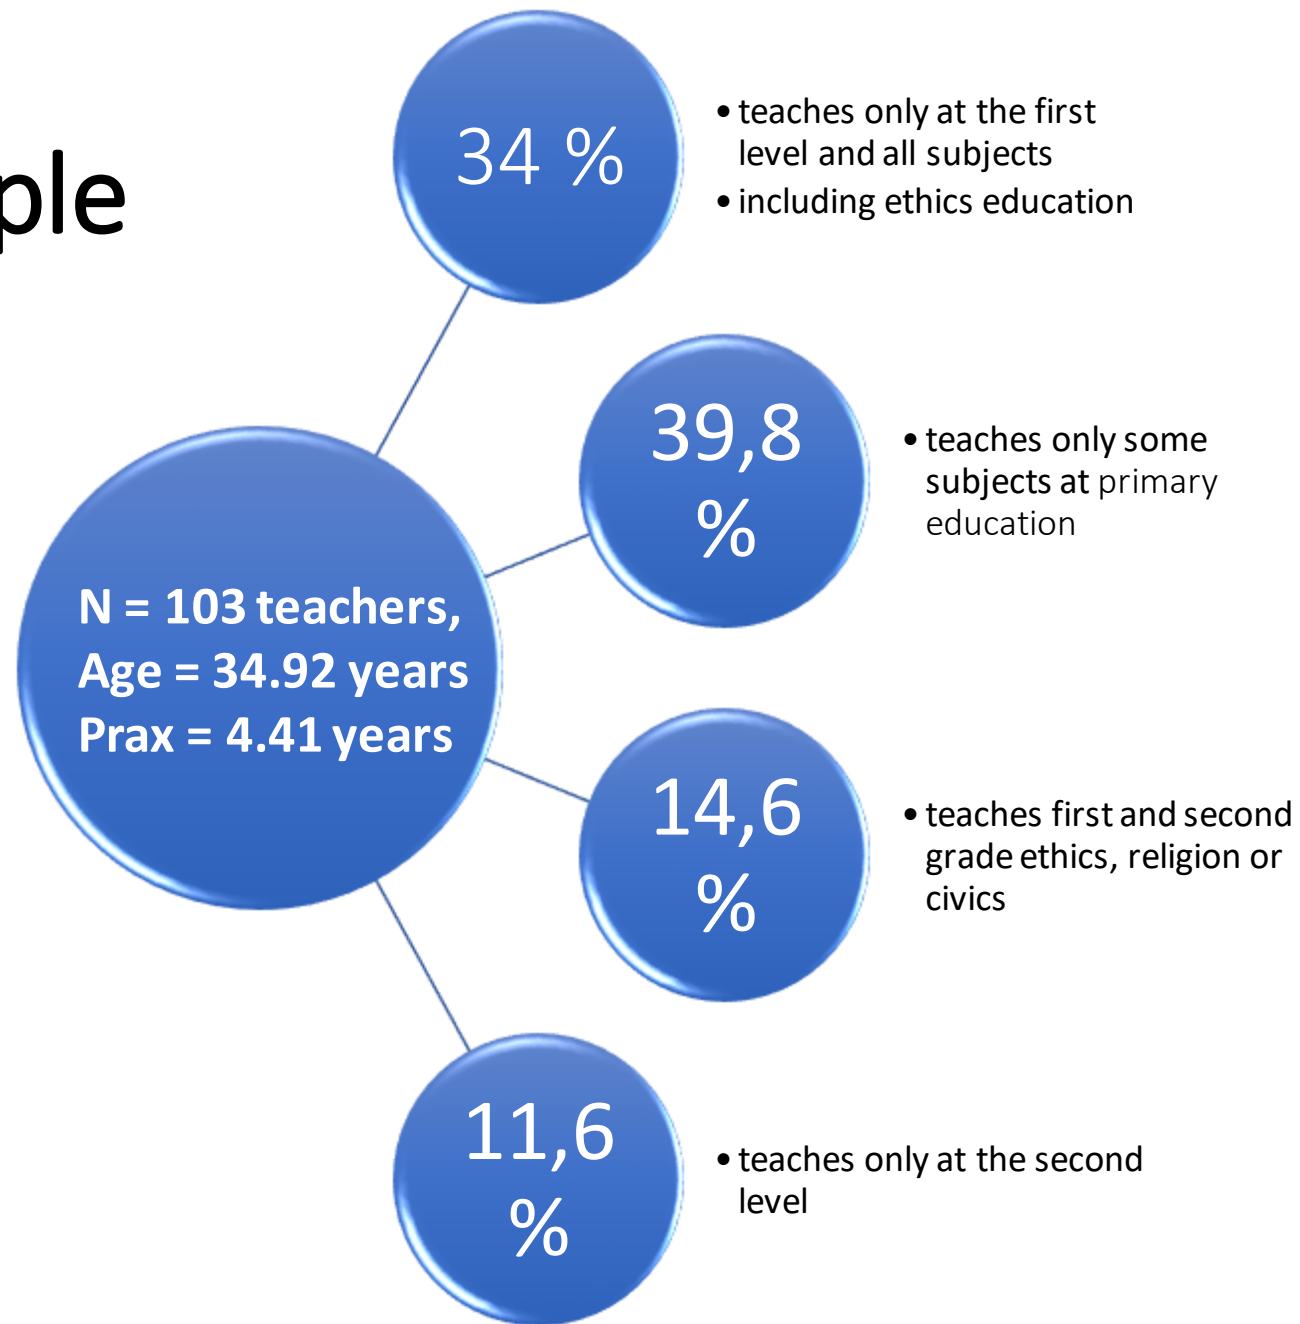 ple
34 %
• teaches only at the first
level and all subjects
• including ethics education
39,8
%
• teaches only some
subjects at primary
education
N = 103 teachers,
Age = 34.92 years
Prax = 4.41 years
14,6
%
• teaches first and second
grade ethics, religion or
civics
11,6
%
• teaches only at the second
level